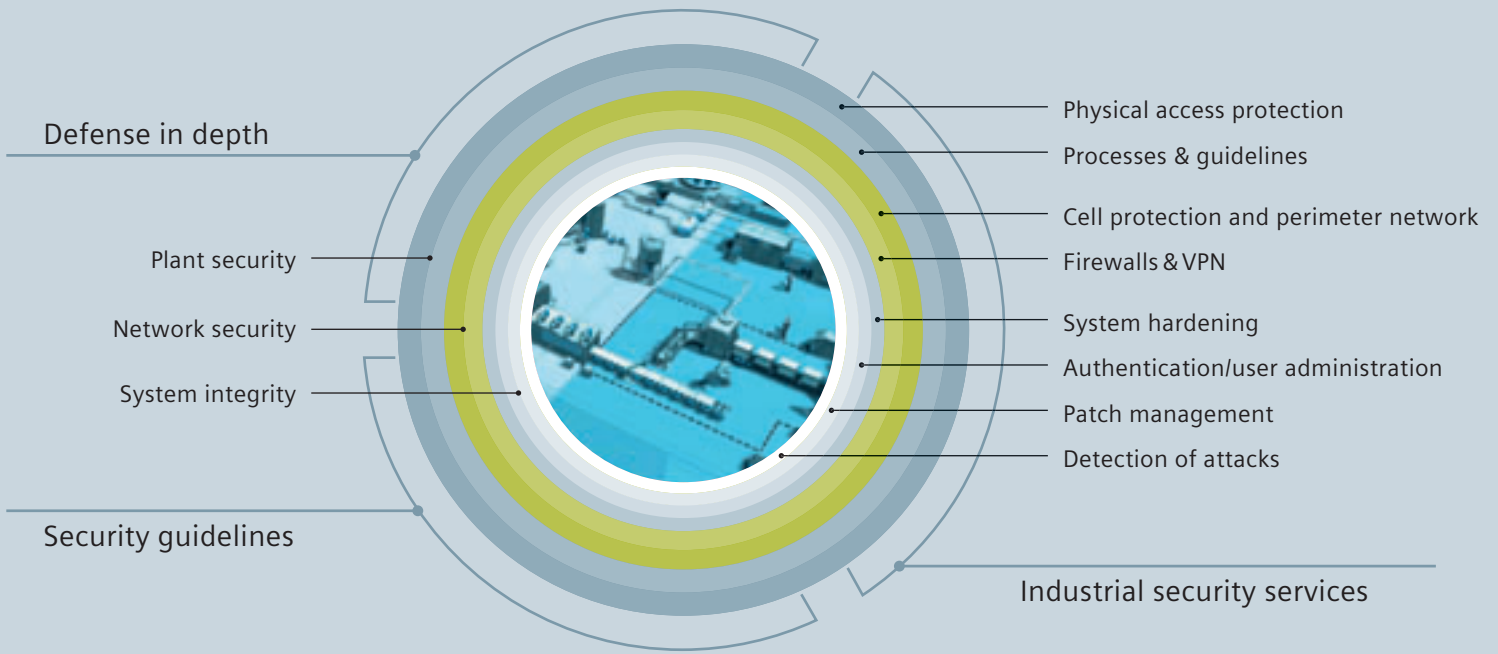 Defense in depth
Plant security
Network security
System integrity
Security guidelines
Physical access protection
Processes & guidelines
Cell protection and perimeter network
Firewalls & VPN
System hardening
Authentication/user administration
Patch management
Detection of attacks
Industrial security services